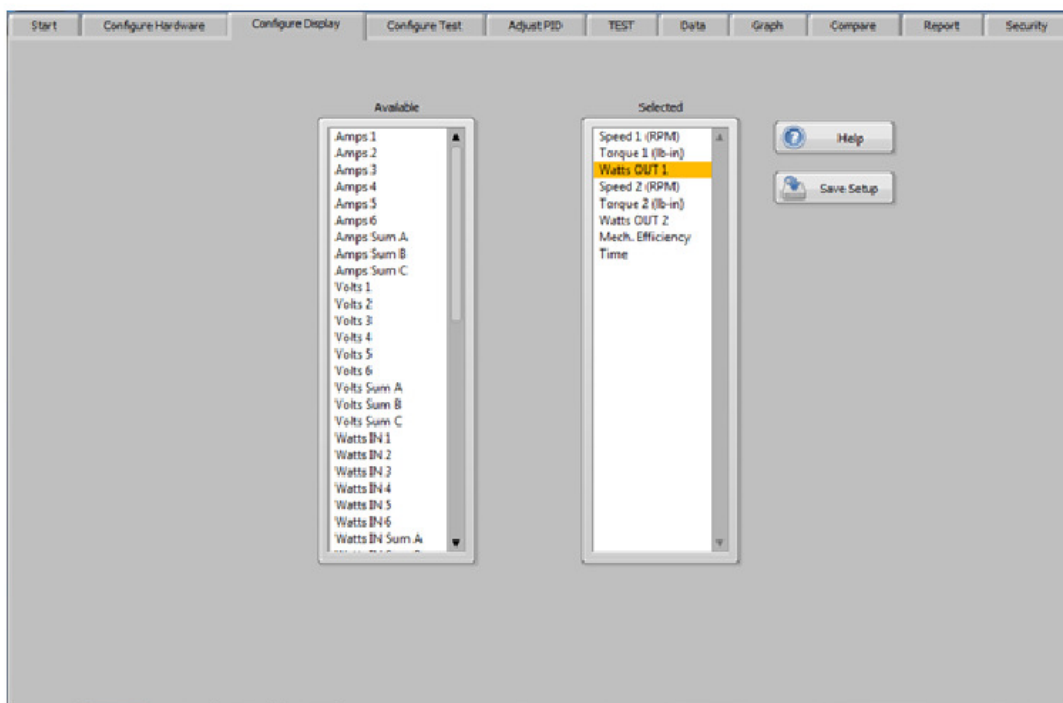 Start Configure Hardware Configure Display Configure Test Adjust PID TEST Data Graph Compare Report Security
Available
Amps 1
Amps 2
Amps 3
Amps 4
Amps 5
Amps 6
Amps Sum A
Amps Sum B
Amps Sum C
Volts 1
Volts 2
Volts 3
Volts 4
Volts 5
Volts 6
Volts Sum A
Volts Sum B
Volts Sum C
Watts IN 1
Watts IN 2
Watts IN 3
Watts IN 4
Watts IN 5
Watts IN 6
Watts IN Sum A
Selected
Speed 1 (RPM)
Torque 1 (lb-in)
Watts OUT 1
Speed 2 (RPM)
Torque 2 (lb-in)
Watts OUT 2
Mech. Efficiency
Time
Help
Save Setup